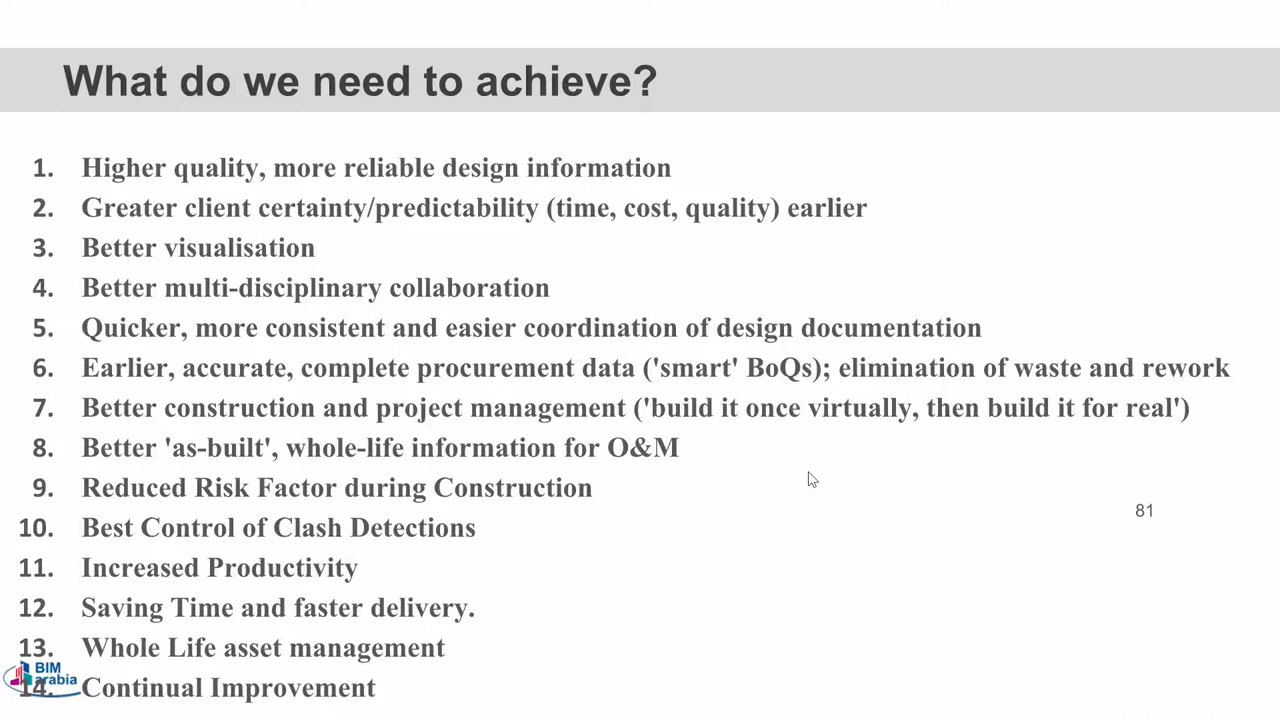 What do we need to achieve?
1. Higher quality, more reliable design information
2. Greater client certainty/predictability (time, cost, quality) earlier
3. Better visualisation
4. Better multi-disciplinary collaboration
5. Quicker, more consistent and easier coordination of design documentation
6. Earlier, accurate, complete procurement data ('smart' BoQs); elimination of waste and rework
7. Better construction and project management ('build it once virtually, then build it for real')
8. Better 'as-built', whole-life information for O&M
9. Reduced Risk Factor during Construction
81
10. Best Control of Clash Detections
11. Increased Productivity
12. Saving Time and faster delivery.
13. Whole Life asset management
14. Continual Improvement
BIM
arabia